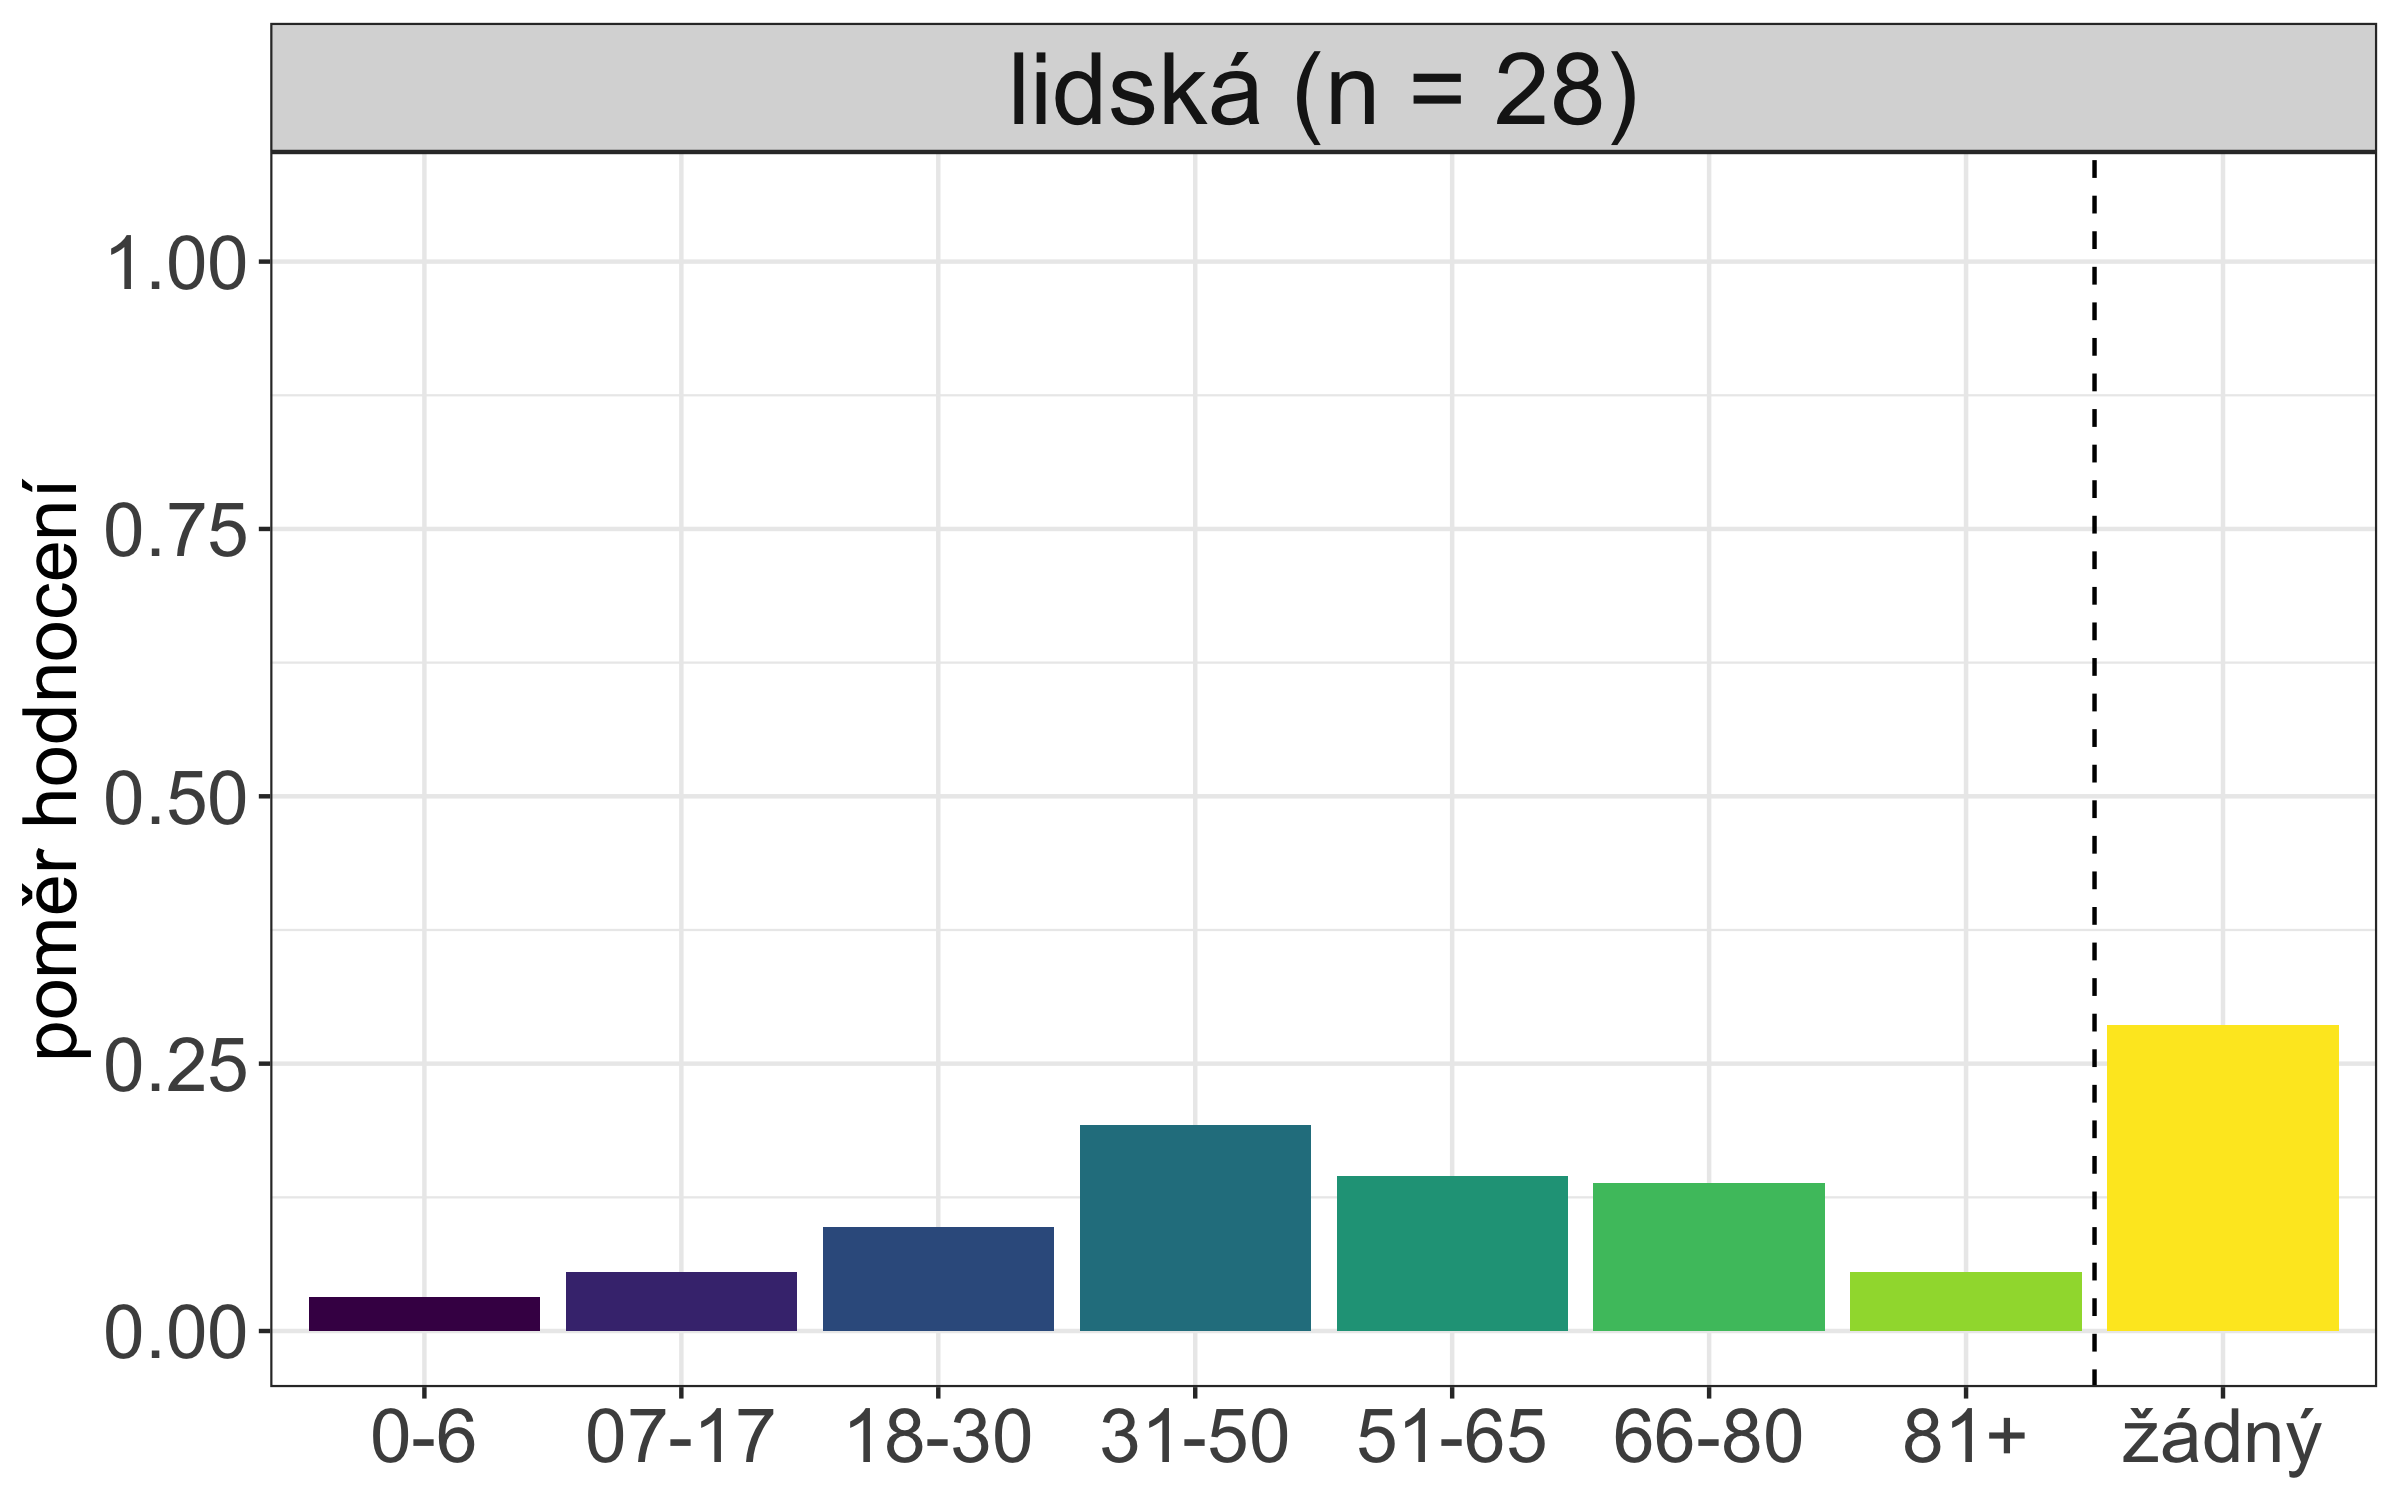 lidská (n = 28)
poměr hodnocení
1.00
0.75
0.50
0.25
0.00
0-6 07-17 18-30 31-50 51-65 66-80 81+ žádný